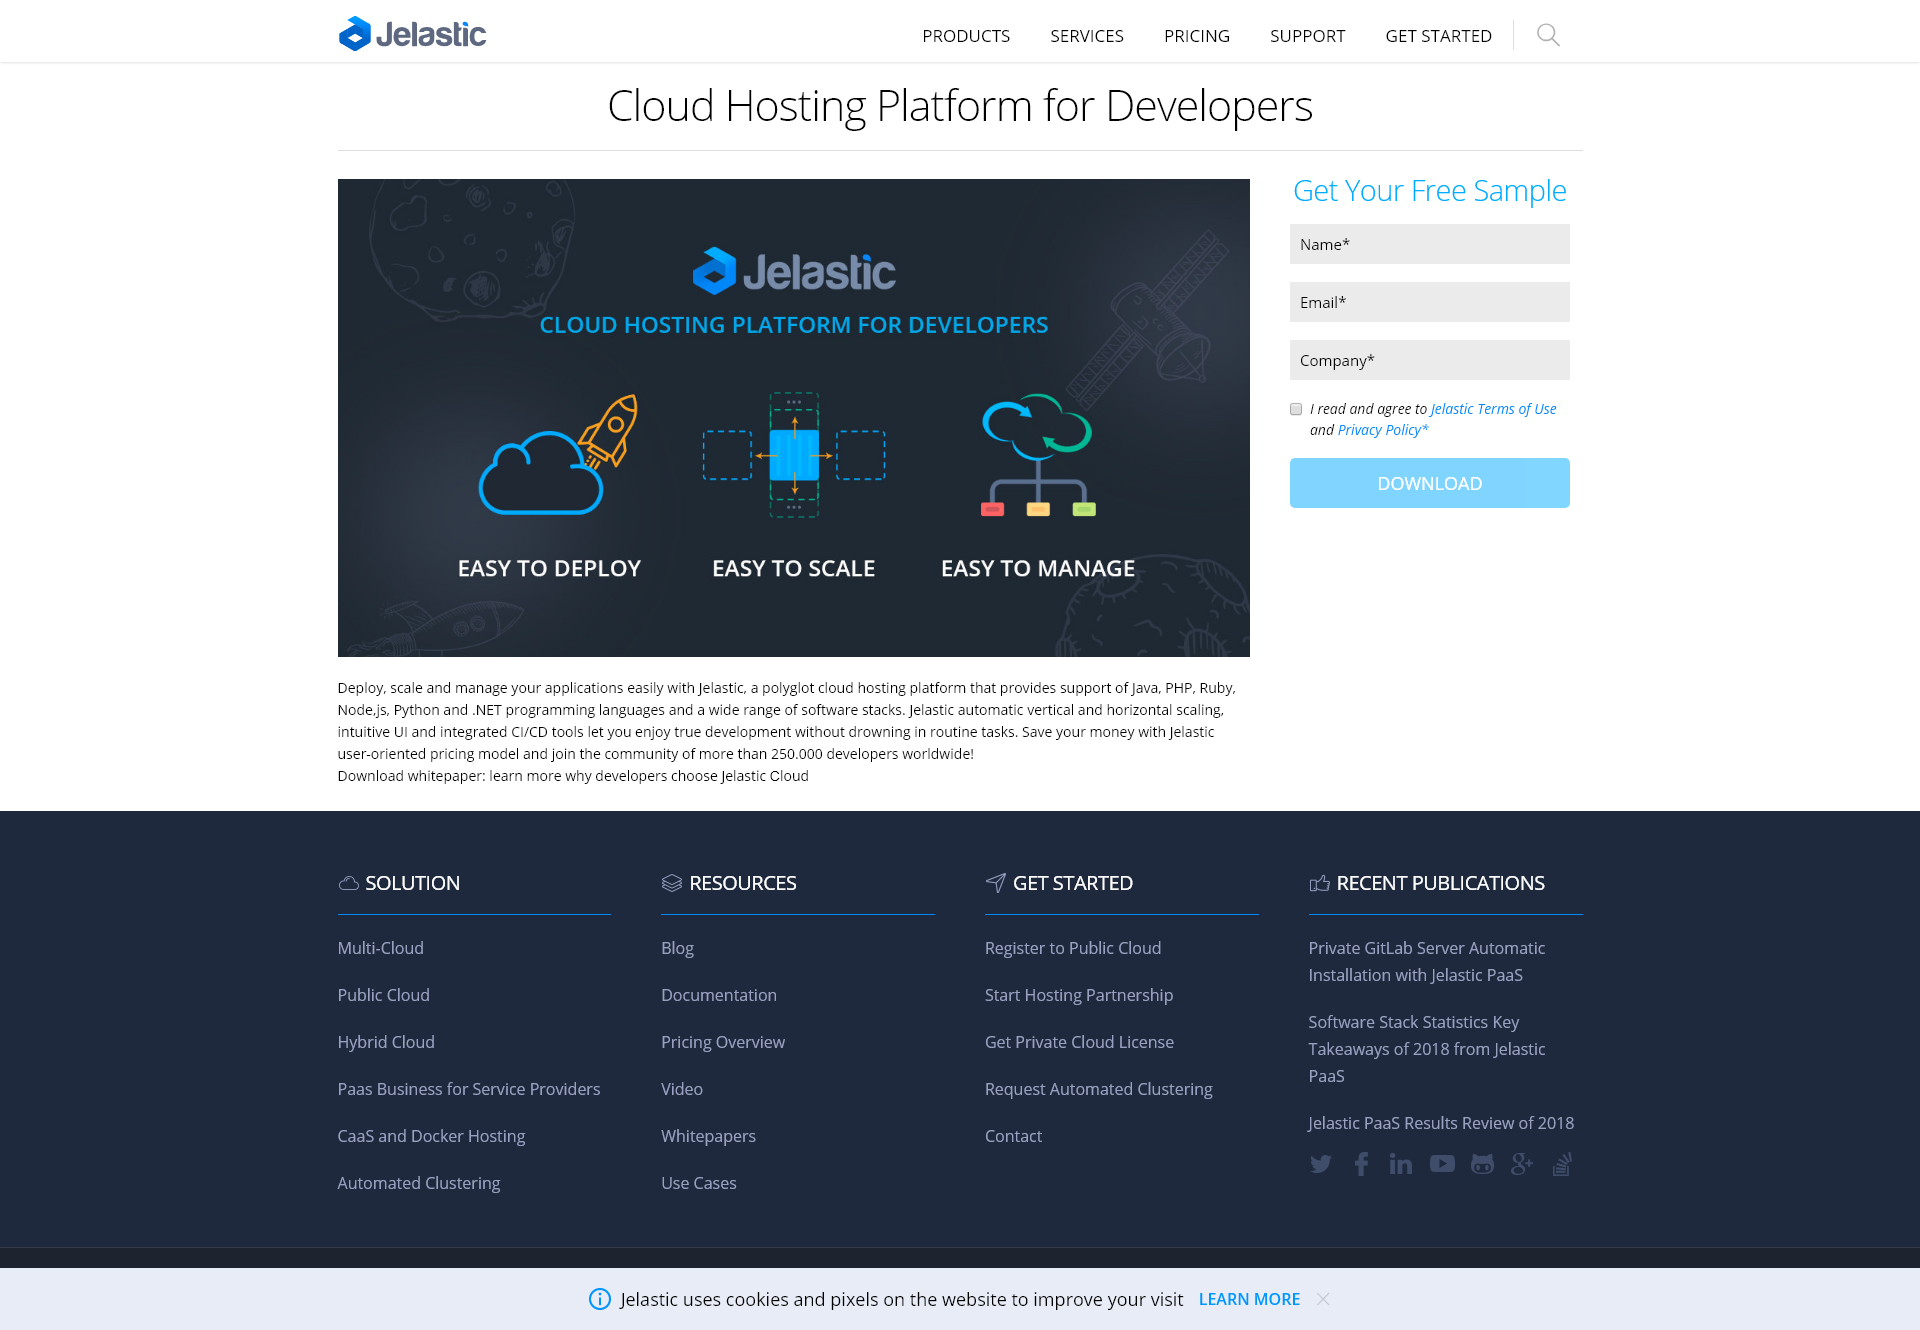 Jelastic
PRODUCTS
SERVICES
PRICING
SUPPORT
GET STARTED
Cloud Hosting Platform for Developers
Jelastic
CLOUD HOSTING PLATFORM FOR DEVELOPERS
EASY TO DEPLOY
EASY TO SCALE
EASY TO MANAGE
Get Your Free Sample
Name*
Email*
Company*
I read and agree to Jelastic Terms of Use
and Privacy Policy*
DOWNLOAD
Deploy, scale and manage your applications easily with Jelastic, a polyglot cloud hosting platform that provides support of Java, PHP, Ruby,
Node,js, Python and .NET programming languages and a wide range of software stacks. Jelastic automatic vertical and horizontal scaling,
intuitive UI and integrated CI/CD tools let you enjoy true development without drowning in routine tasks. Save your money with Jelastic
user-oriented pricing model and join the community of more than 250.000 developers worldwide!
Download whitepaper: learn more why developers choose Jelastic Cloud
SOLUTION
Multi-Cloud
Public Cloud
Hybrid Cloud
Paas Business for Service Providers
CaaS and Docker Hosting
Automated Clustering
RESOURCES
Blog
Documentation
Pricing Overview
Video
Whitepapers
Use Cases
GET STARTED
Register to Public Cloud
Start Hosting Partnership
Get Private Cloud License
Request Automated Clustering
Contact
RECENT PUBLICATIONS
Private GitLab Server Automatic
Installation with Jelastic PaaS
Software Stack Statistics Key
Takeaways of 2018 from Jelastic
PaaS
Jelastic PaaS Results Review of 2018
Jelastic uses cookies and pixels on the website to improve your visit
LEARN MORE